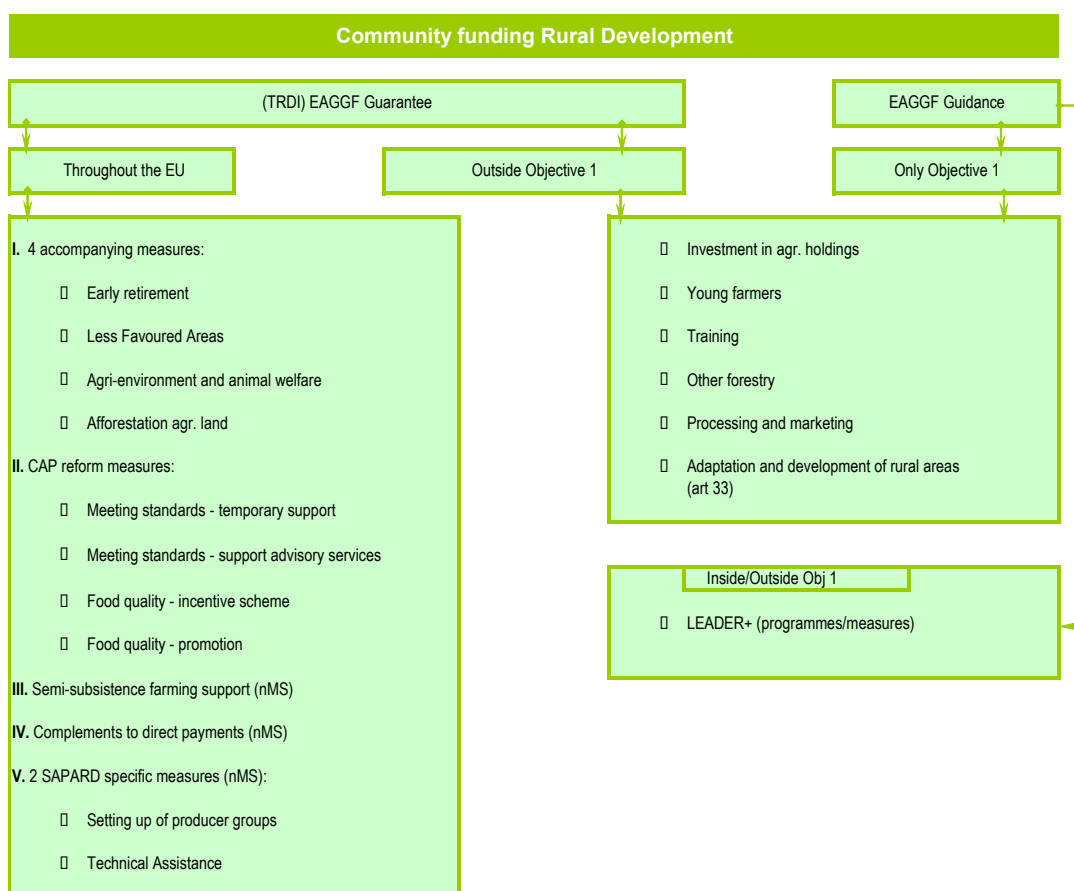 Community funding Rural Development
(TRDI) EAGGF Guarantee
EAGGF Guidance
Throughout the EU
Outside Objective 1
Only Objective 1
I. 4 accompanying measures:
Early retirement
Less Favoured Areas
Agri-environment and animal welfare
Afforestation agr. land
II. CAP reform measures:
Meeting standards - temporary support
Meeting standards - support advisory services
Food quality - incentive scheme
Food quality - promotion
III. Semi-subsistence farming support (nMS)
IV. Complements to direct payments (nMS)
V. 2 SAPARD specific measures (nMS):
Setting up of producer groups
Technical Assistance
Investment in agr. holdings
Young farmers
Training
Other forestry
Processing and marketing
Adaptation and development of rural areas
(art 33)
Inside/Outside Obj 1
LEADER+ (programmes/measures)